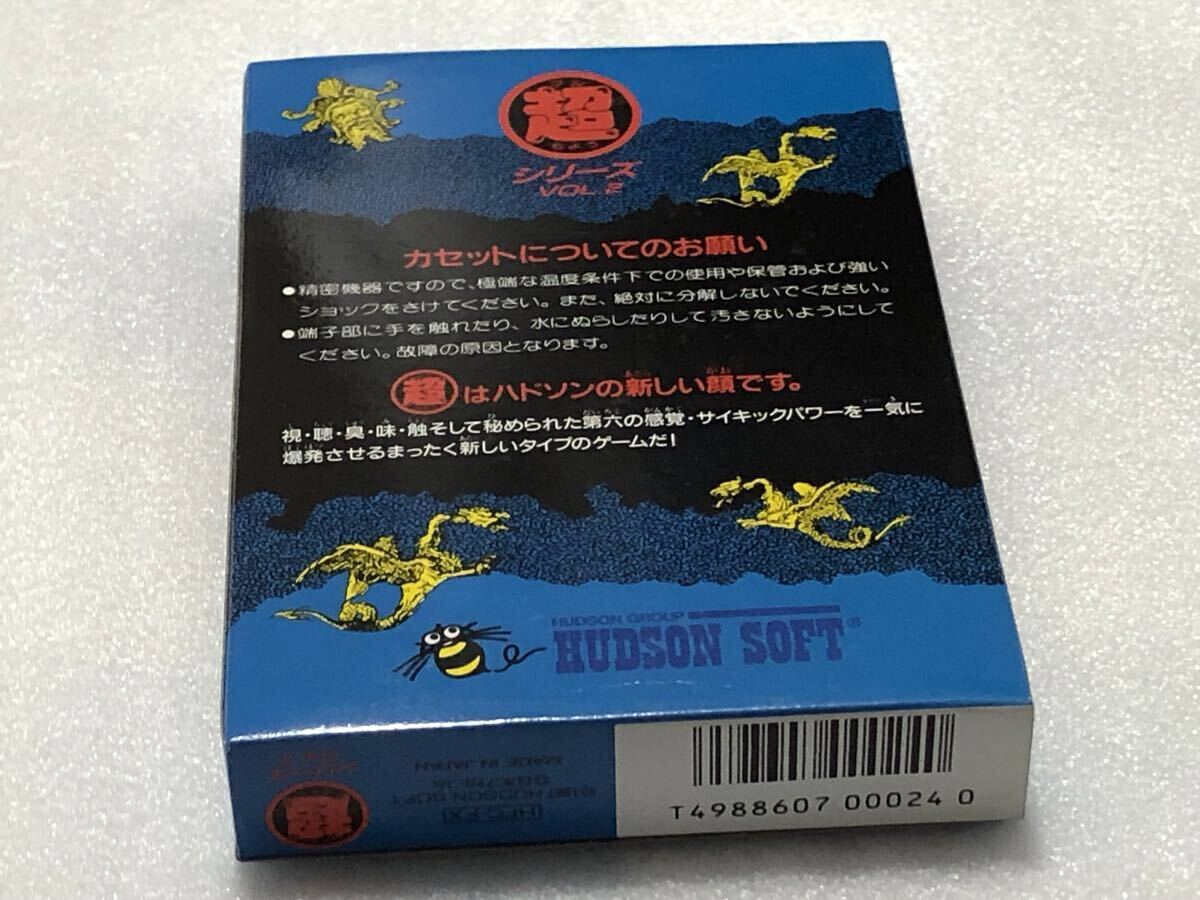 超
シリーズ
VOL.2
カセットについてのお願い
●精密機器ですので、極端な温度条件下での使用や保管および強い
ショックをさけてください。また、絶対に分解しないでください。
●端子部に手を触れたり、水にぬらしたりして汚さないようにして
ください。故障の原因となります。
超はハドソンの新しい顔です。
視・聴・臭・味・触そして秘められた第六の感覚・サイキックパワーを一気に
爆発させるまったく新しいタイプのゲームだ!
HUDSON GROUP
HUDSON SOFT®
MADE IN JAPAN
©1987 HUDSON SOFT
T4988607 000024 0